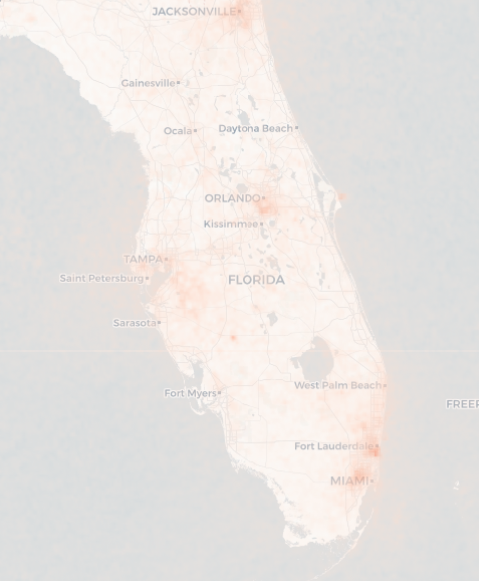 JACKSONVILLE
Gainesville
Ocala
Daytona Beach
ORLANDO
Kissimmee
TAMPA
Saint Petersburg
FLORIDA
Sarasota
West Palm Beach
Fort Myers
FREEP
Fort Lauderdale
MIAMI